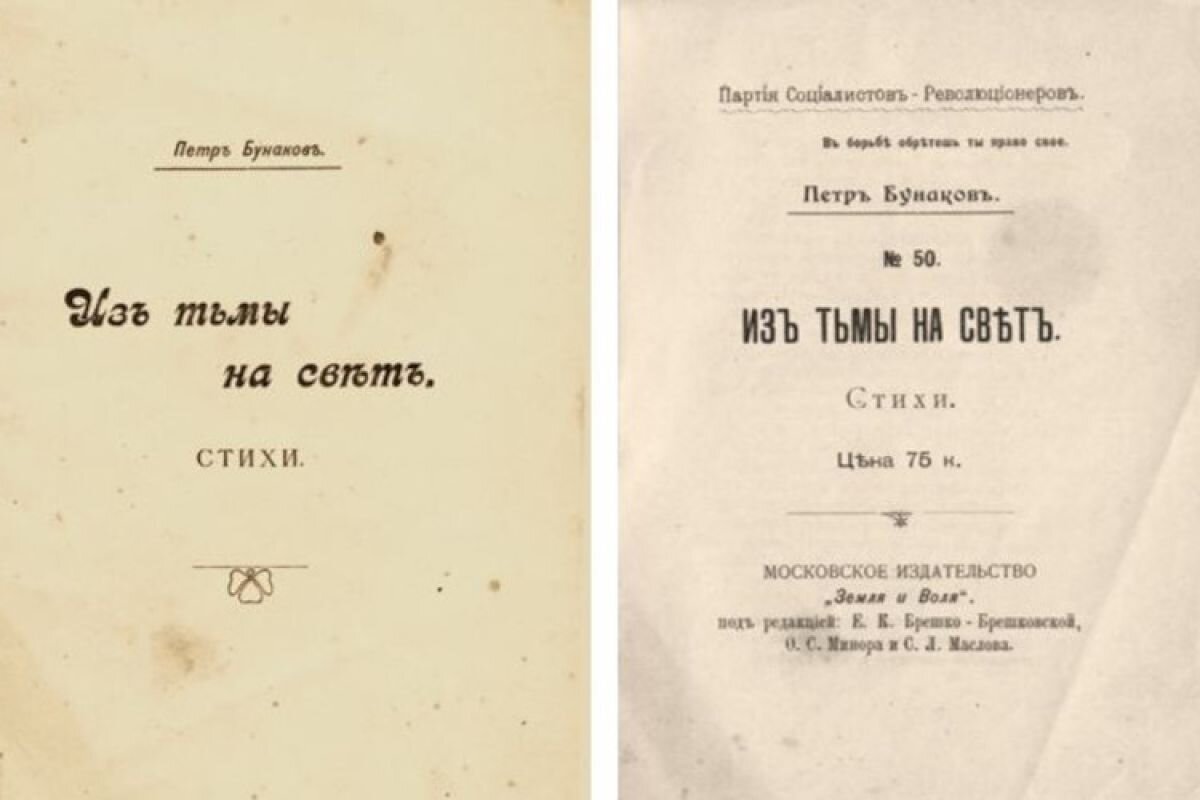 Петръ Бунаковъ.
Изъ тьмы
на свѣтъ.
СТИХИ.
Партія Соціалистовъ-Революціонеровъ.
Въ борьбѣ обрѣтешь ты право свое.
Петръ Бунаковъ.
№ 50.
ИЗЪ ТЬМЫ НА СВѢТЪ.
Стихи.
Цѣна 75 к.
МОСКОВСКОЕ ИЗДАТЕЛЬСТВО
„Земля и Воля“.
подъ редакціей: Е. К. Брешко-Брешковской,
О. С. Минора и С. Л. Маслова.